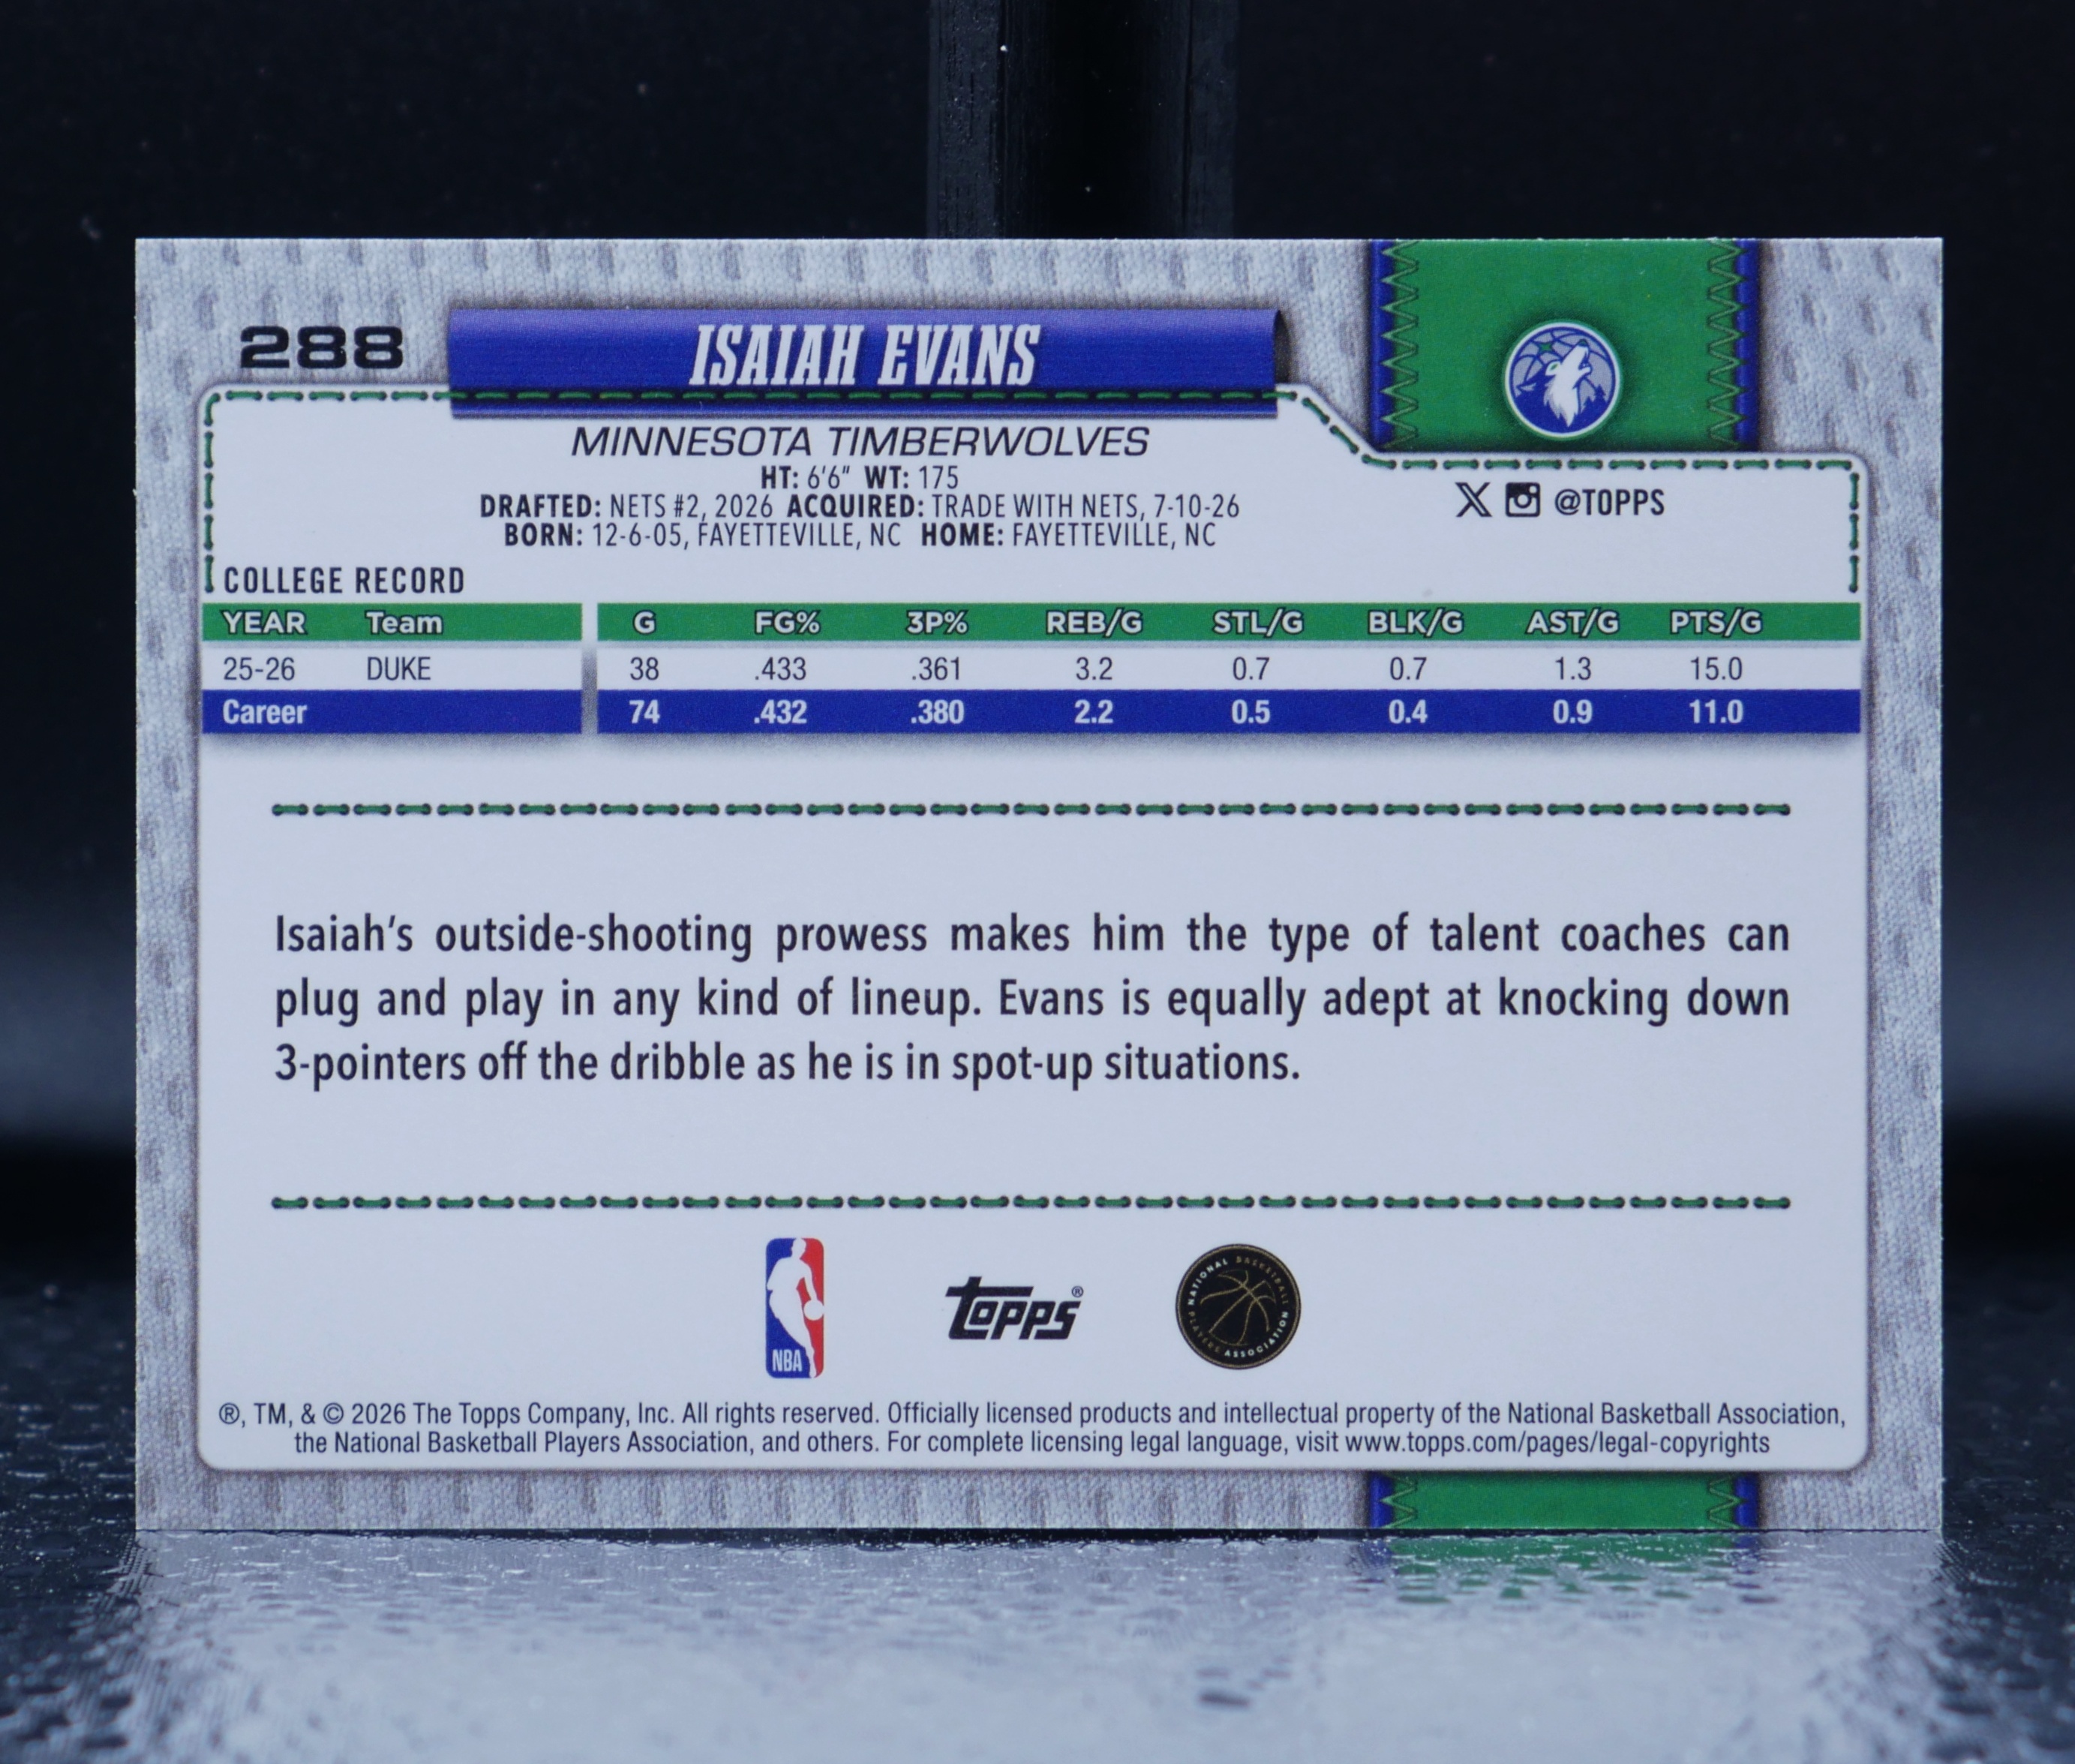 288
ISAIAH EVANS
MINNESOTA TIMBERWOLVES
HT: 6'6" WT: 175
DRAFTED: NETS #2, 2026 ACQUIRED: TRADE WITH NETS, 7-10-26
BORN: 12-6-05, FAYETTEVILLE, NC HOME: FAYETTEVILLE, NC
X @TOPPS
COLLEGE RECORD
YEAR Team G FG% 3P% REB/G STL/G BLK/G AST/G PTS/G
25-26 DUKE 38 .433 .361 3.2 0.7 0.7 1.3 15.0
Career 74 .432 .380 2.2 0.5 0.4 0.9 11.0
Isaiah's outside-shooting prowess makes him the type of talent coaches can
plug and play in any kind of lineup. Evans is equally adept at knocking down
3-pointers off the dribble as he is in spot-up situations.
NBA
topps®
NATIONAL BASKETBALL PLAYERS ASSOCIATION
®, TM, & © 2026 The Topps Company, Inc. All rights reserved. Officially licensed products and intellectual property of the National Basketball Association,
the National Basketball Players Association, and others. For complete licensing legal language, visit www.topps.com/pages/legal-copyrights